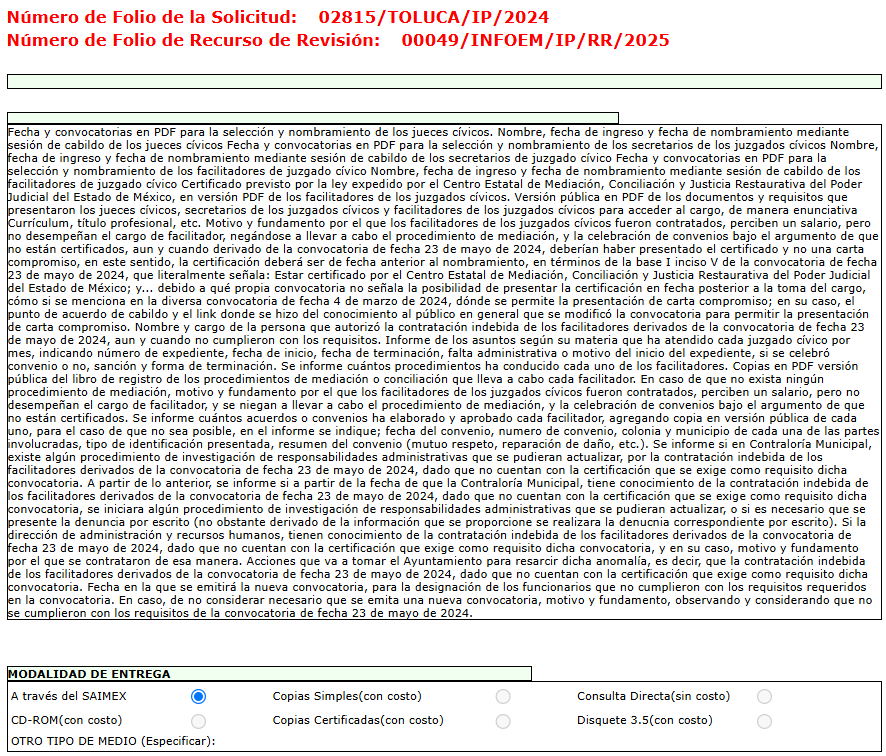 Número de Folio de la Solicitud: 02815/TOLUCA/IP/2024
Número de Folio de Recurso de Revisión: 00049/INFOEM/IP/RR/2025
Fecha y convocatorias en PDF para la selección y nombramiento de los jueces cívicos. Nombre, fecha de ingreso y fecha de nombramiento mediante
sesión de cabildo de los jueces cívicos Fecha y convocatorias en PDF para la selección y nombramiento de los secretarios de los juzgados cívicos Nombre,
fecha de ingreso y fecha de nombramiento mediante sesión de cabildo de los secretarios de juzgado cívico Fecha y convocatorias en PDF para la
selección y nombramiento de los facilitadores de juzgado cívico Nombre, fecha de ingreso y fecha de nombramiento mediante sesión de cabildo de los
facilitadores de juzgado cívico Certificado previsto por la ley expedido por el Centro Estatal de Mediación, Conciliación y Justicia Restaurativa del Poder
Judicial del Estado de México, en versión PDF de los facilitadores de los juzgados cívicos. Versión pública en PDF de los documentos y requisitos que
presentaron los jueces cívicos, secretarios de los juzgados cívicos y facilitadores de los juzgados cívicos para acceder al cargo, de manera enunciativa
Currículum, título profesional, etc. Motivo y fundamento por el que los facilitadores de los juzgados cívicos fueron contratados, perciben un salario, pero
no desempeñan el cargo de facilitador, negándose a llevar a cabo el procedimiento de mediación, y la celebración de convenios bajo el argumento de que
no están certificados, aun y cuando derivado de la convocatoria de fecha 23 de mayo de 2024, deberían haber presentado el certificado y no una carta
compromiso, en este sentido, la certificación deberá ser de fecha anterior al nombramiento, en términos de la base I inciso V de la convocatoria de fecha
23 de mayo de 2024, que literalmente señala: Estar certificado por el Centro Estatal de Mediación, Conciliación y Justicia Restaurativa del Poder Judicial
del Estado de México; y... debido a qué propia convocatoria no señala la posibilidad de presentar la certificación en fecha posterior a la toma del cargo,
cómo si se menciona en la diversa convocatoria de fecha 4 de marzo de 2024, dónde se permite la presentación de carta compromiso; en su caso, el
punto de acuerdo de cabildo y el link donde se hizo del conocimiento al público en general que se modificó la convocatoria para permitir la presentación
de carta compromiso. Nombre y cargo de la persona que autorizó la contratación indebida de los facilitadores derivados de la convocatoria de fecha 23
de mayo de 2024, aun y cuando no cumplieron con los requisitos. Informe de los asuntos según su materia que ha atendido cada juzgado cívico por
mes, indicando número de expediente, fecha de inicio, fecha de terminación, falta administrativa o motivo del inicio del expediente, si se celebró
convenio o no, sanción y forma de terminación. Se informe cuántos procedimientos ha conducido cada uno de los facilitadores. Copias en PDF versión
pública del libro de registro de los procedimientos de mediación o conciliación que lleva a cabo cada facilitador. En caso de que no exista ningún
procedimiento de mediación, motivo y fundamento por el que los facilitadores de los juzgados cívicos fueron contratados, perciben un salario, pero no
desempeñan el cargo de facilitador, y se niegan a llevar a cabo el procedimiento de mediación, y la celebración de convenios bajo el argumento de que
no están certificados. Se informe cuántos acuerdos o convenios ha elaborado y aprobado cada facilitador, agregando copia en versión pública de cada
uno, para el caso de que no sea posible, en el informe se indique; fecha del convenio, numero de convenio, colonia y municipio de cada una de las partes
involucradas, tipo de identificación presentada, resumen del convenio (mutuo respeto, reparación de daño, etc.). Se informe si en Contraloría Municipal,
existe algún procedimiento de investigación de responsabilidades administrativas que se pudieran actualizar, por la contratación indebida de los
facilitadores derivados de la convocatoria de fecha 23 de mayo de 2024, dado que no cuentan con la certificación que se exige como requisito dicha
convocatoria. A partir de lo anterior, se informe si a partir de la fecha de que la Contraloría Municipal, tiene conocimiento de la contratación indebida de
los facilitadores derivados de la convocatoria de fecha 23 de mayo de 2024, dado que no cuentan con la certificación que se exige como requisito dicha
convocatoria, se iniciara algún procedimiento de investigación de responsabilidades administrativas que se pudieran actualizar, o si es necesario que se
presente la denuncia por escrito (no obstante derivado de la información que se proporcione se realizara la denucnia correspondiente por escrito). Si la
dirección de administración y recursos humanos, tienen conocimiento de la contratación indebida de los facilitadores derivados de la convocatoria de
fecha 23 de mayo de 2024, dado que no cuentan con la certificación que exige como requisito dicha convocatoria, y en su caso, motivo y fundamento
por el que se contrataron de esa manera. Acciones que va a tomar el Ayuntamiento para resarcir dicha anomalía, es decir, que la contratación indebida
de los facilitadores derivados de la convocatoria de fecha 23 de mayo de 2024, dado que no cuentan con la certificación que exige como requisito dicha
convocatoria. Fecha en la que se emitirá la nueva convocatoria, para la designación de los funcionarios que no cumplieron con los requisitos requeridos
en la convocatoria. En caso, de no considerar necesario que se emita una nueva convocatoria, motivo y fundamento, observando y considerando que no
se cumplieron con los requisitos de la convocatoria de fecha 23 de mayo de 2024.
MODALIDAD DE ENTREGA
A través del SAIMEX Copias Simples(con costo) Consulta Directa(sin costo)
CD-ROM(con costo) Copias Certificadas(con costo) Disquete 3.5(con costo)
OTRO TIPO DE MEDIO (Especificar):